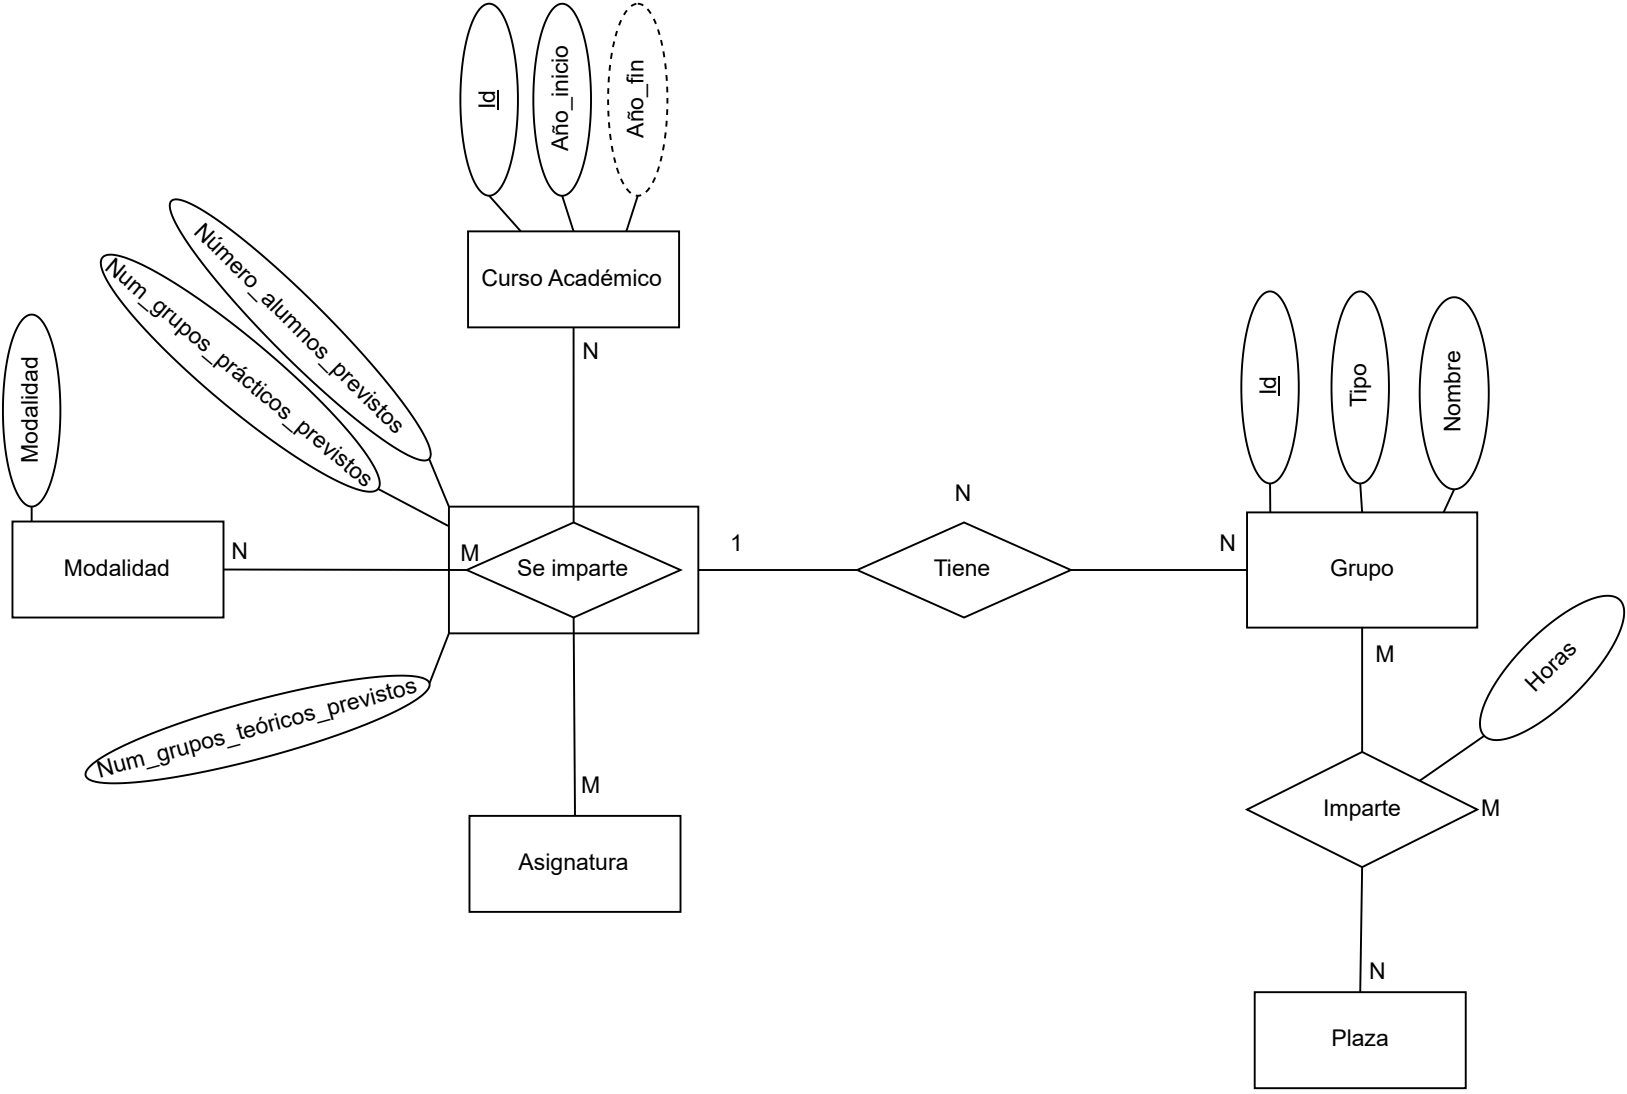 Id
Año_inicio
Año_fin
Curso Académico
N
Número_alumnos_previstos
Num_grupos_prácticos_previstos
Modalidad
Modalidad
N
M
Se imparte
1
N
Tiene
N
Id
Tipo
Nombre
Grupo
M
Horas
Num_grupos_teóricos_previstos
M
Asignatura
Imparte
M
N
Plaza